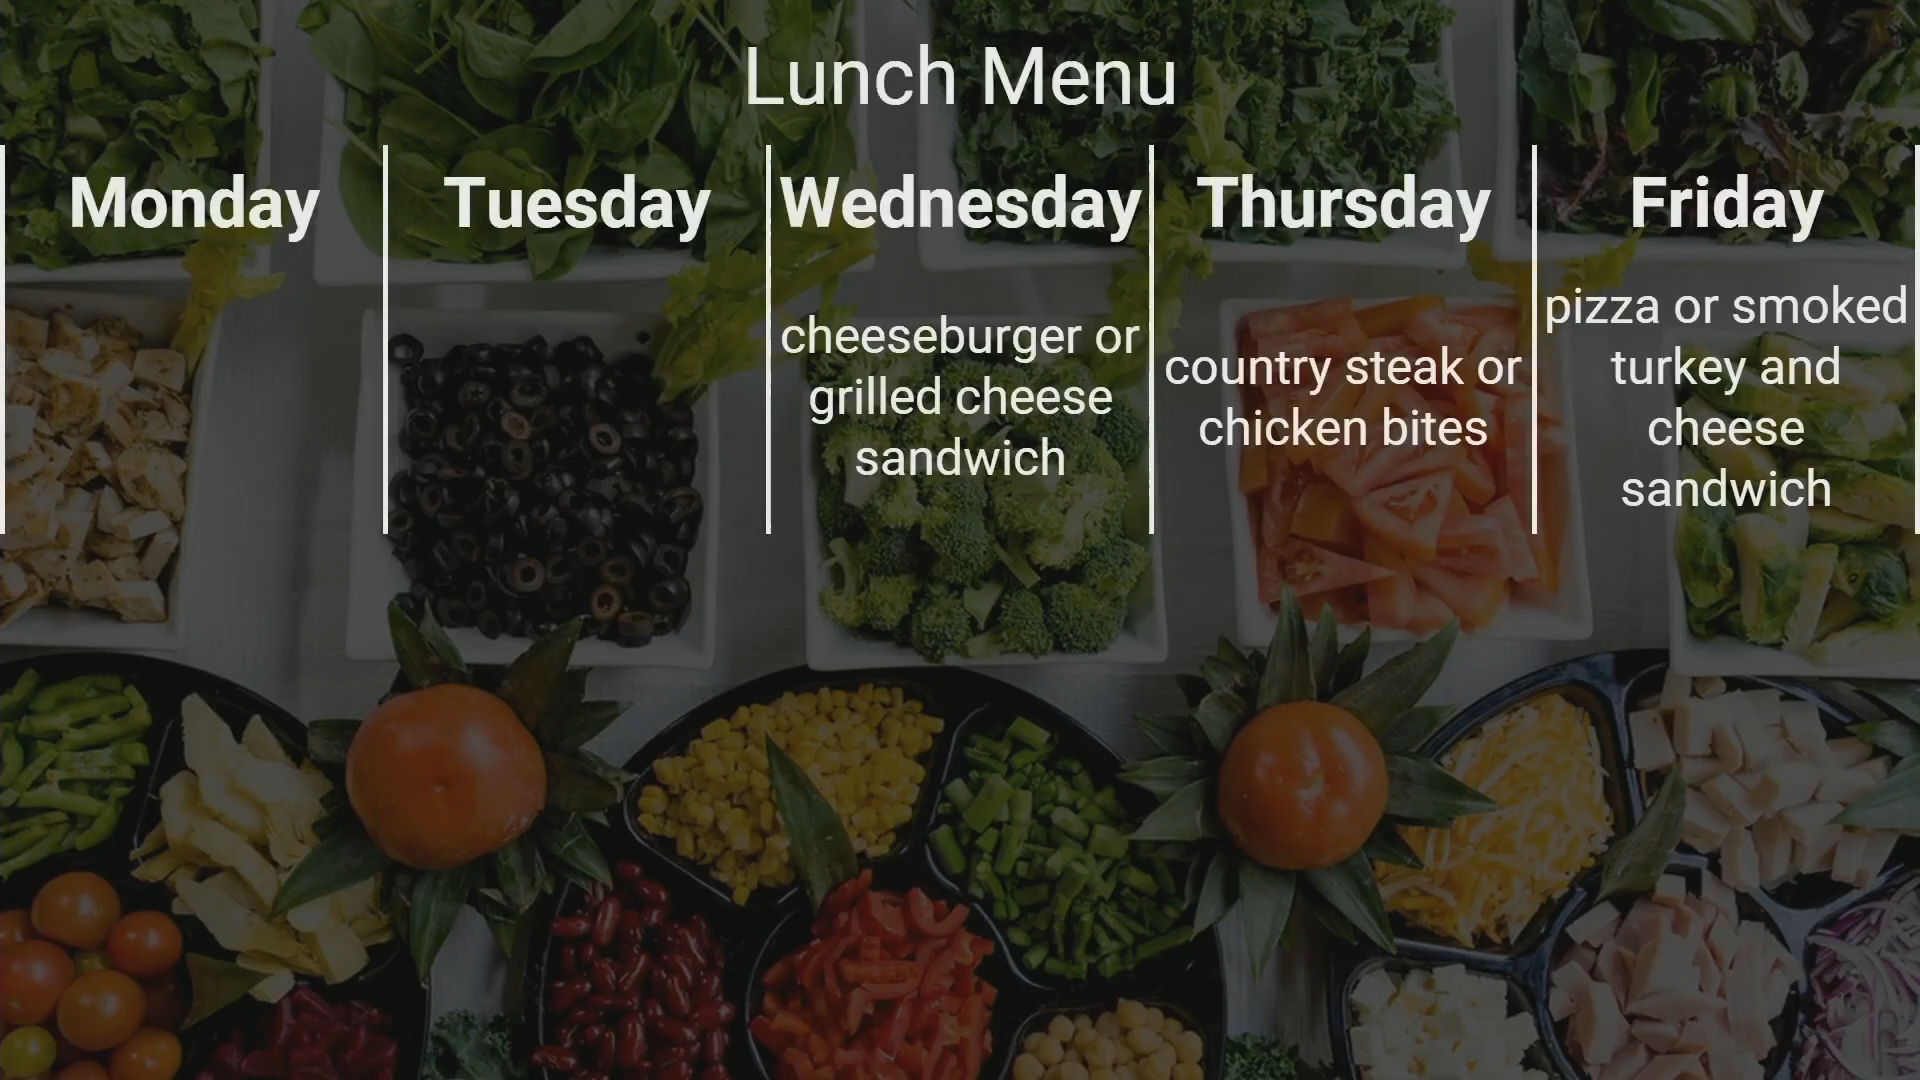 Lunch Menu
Monday
Tuesday
Wednesday
cheeseburger or
grilled cheese
sandwich
Thursday
country steak or
chicken bites
Friday
pizza or smoked
turkey and
cheese
sandwich